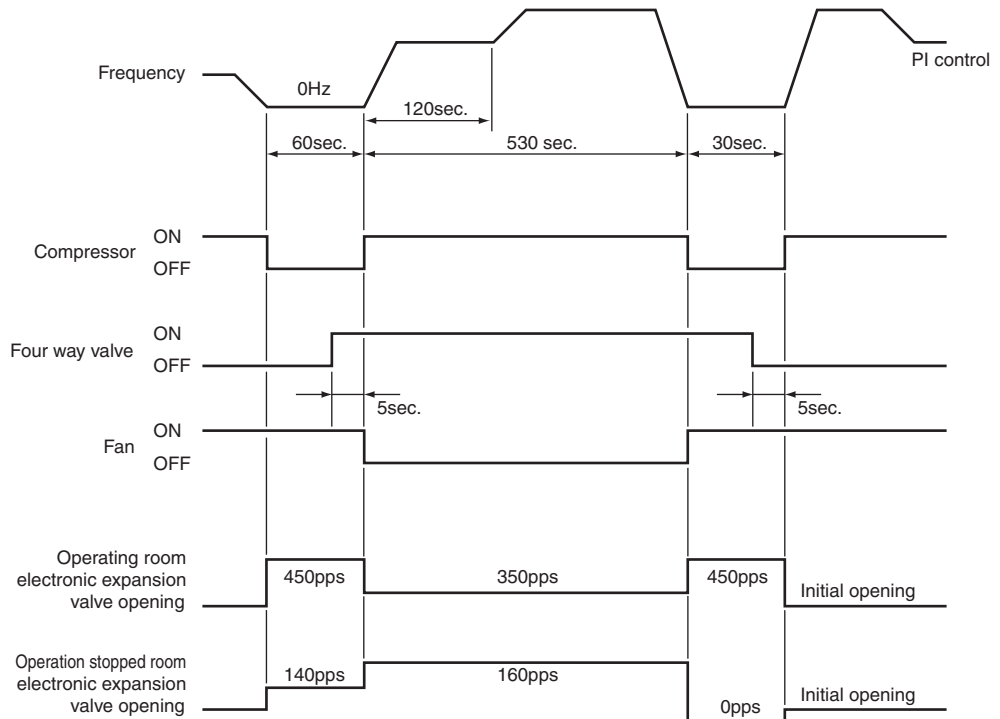 Frequency
0Hz
PI control
120sec.
60sec.
530 sec.
30sec.
Compressor
ON
OFF
Four way valve
ON
OFF
5sec.
5sec.
Fan
ON
OFF
Operating room
electronic expansion
valve opening
450pps
350pps
450pps
Initial opening
Operation stopped room
electronic expansion
valve opening
140pps
160pps
0pps
Initial opening